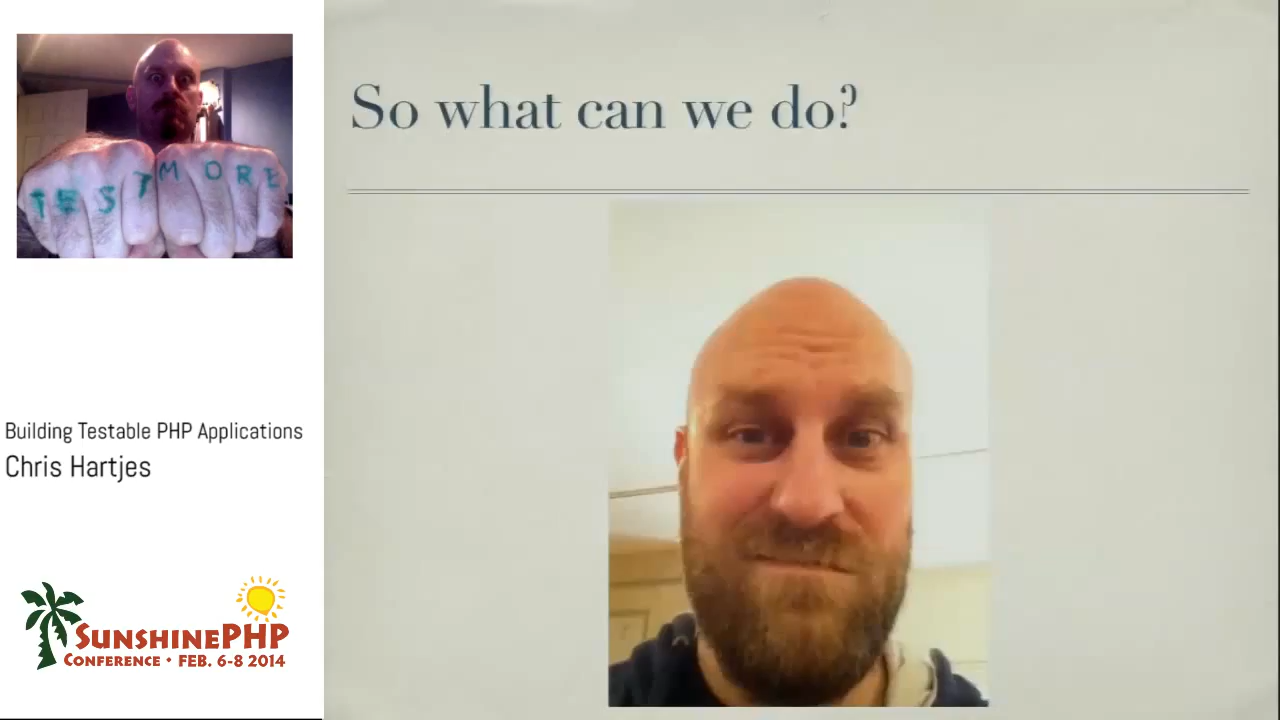 TEST MORE
So what can we do?
Building Testable PHP Applications
Chris Hartjes
SUNSHINEPHP
CONFERENCE • FEB. 6-8 2014